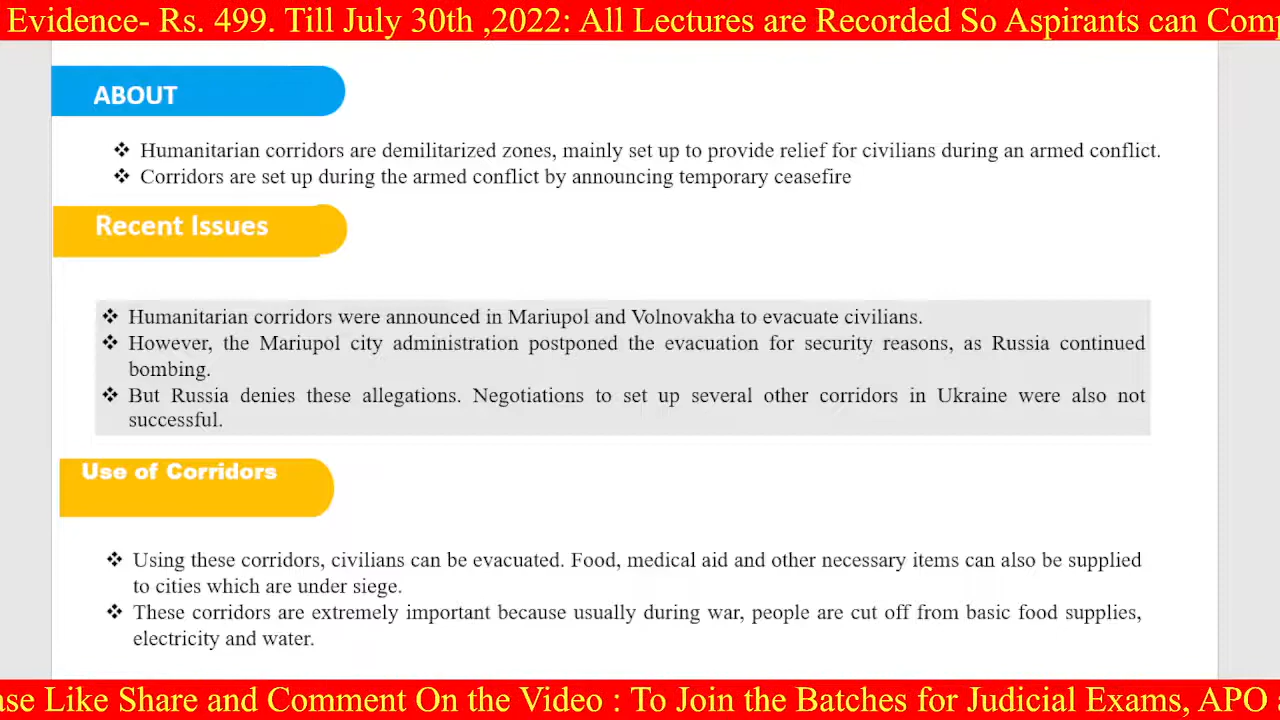 Evidence- Rs. 499. Till July 30th ,2022: All Lectures are Recorded So Aspirants can Comp
ABOUT
❖ Humanitarian corridors are demilitarized zones, mainly set up to provide relief for civilians during an armed conflict.
❖ Corridors are set up during the armed conflict by announcing temporary ceasefire
Recent Issues
❖ Humanitarian corridors were announced in Mariupol and Volnovakha to evacuate civilians.
❖ However, the Mariupol city administration postponed the evacuation for security reasons, as Russia continued
bombing.
❖ But Russia denies these allegations. Negotiations to set up several other corridors in Ukraine were also not
successful.
Use of Corridors
❖ Using these corridors, civilians can be evacuated. Food, medical aid and other necessary items can also be supplied
to cities which are under siege.
❖ These corridors are extremely important because usually during war, people are cut off from basic food supplies,
electricity and water.
ase Like Share and Comment On the Video : To Join the Batches for Judicial Exams, APO